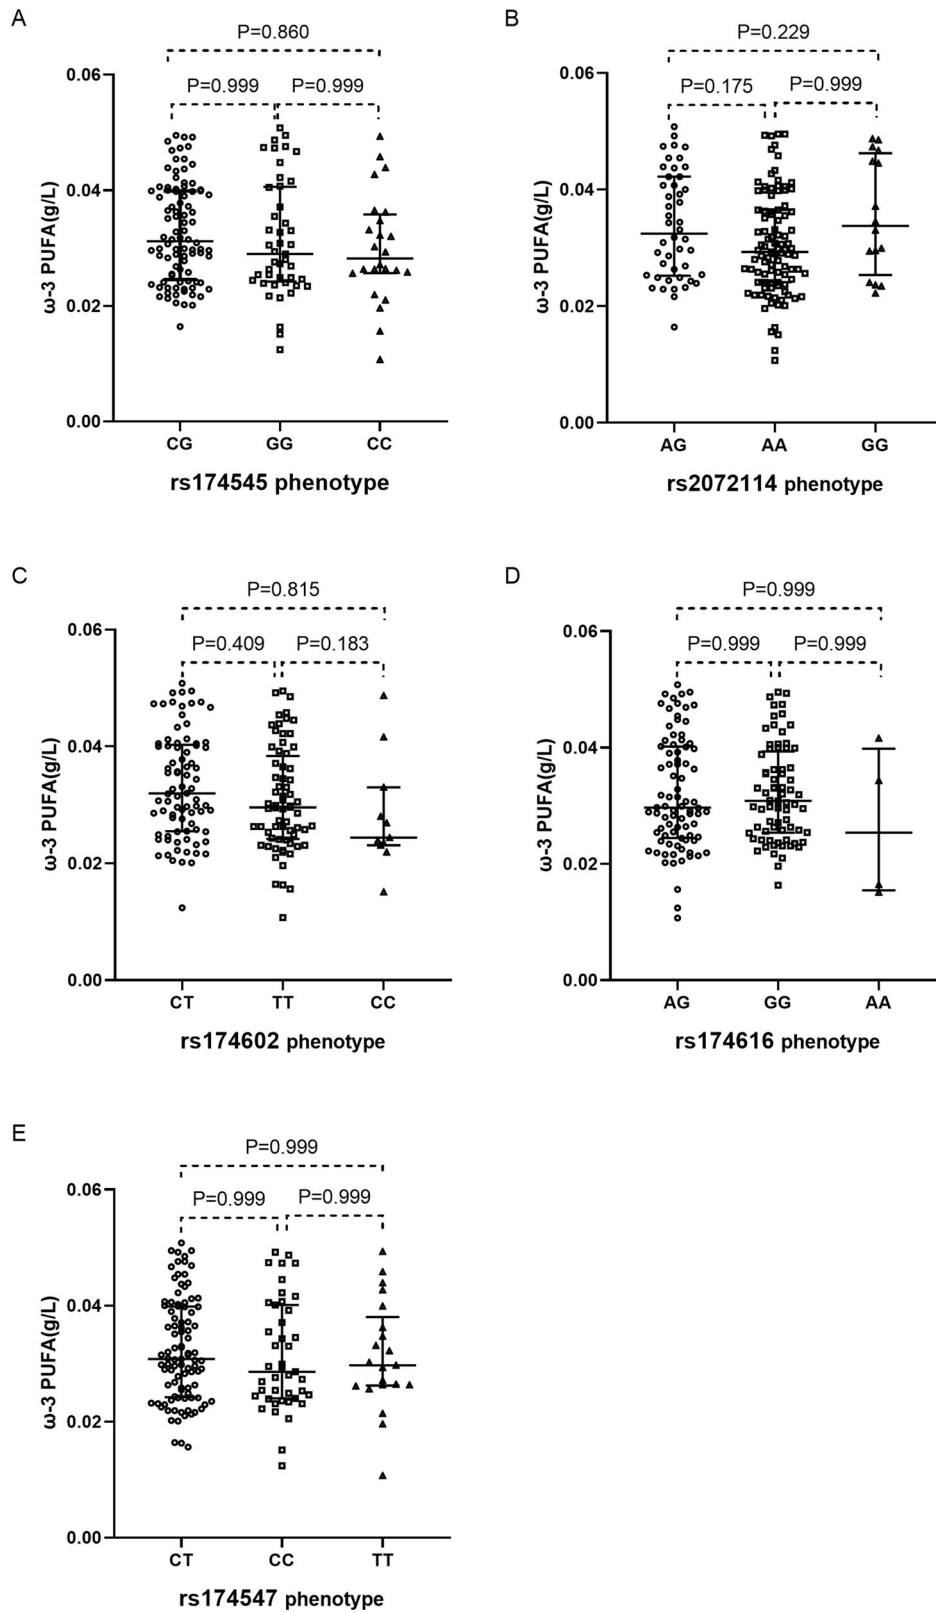 A
P=0.860
P=0.999
P=0.999
0.06
0.04
0.02
0.00
ω-3 PUFA(g/L)
CG
GG
CC
rs174545 phenotype
B
P=0.229
P=0.175
P=0.999
0.06
0.04
0.02
0.00
ω-3 PUFA(g/L)
AG
AA
GG
rs2072114 phenotype
C
P=0.815
P=0.409
P=0.183
0.06
0.04
0.02
0.00
ω-3 PUFA(g/L)
CT
TT
CC
rs174602 phenotype
D
P=0.999
P=0.999
P=0.999
0.06
0.04
0.02
0.00
ω-3 PUFA(g/L)
AG
GG
AA
rs174616 phenotype
E
P=0.999
P=0.999
P=0.999
0.06
0.04
0.02
0.00
ω-3 PUFA(g/L)
CT
CC
TT
rs174547 phenotype